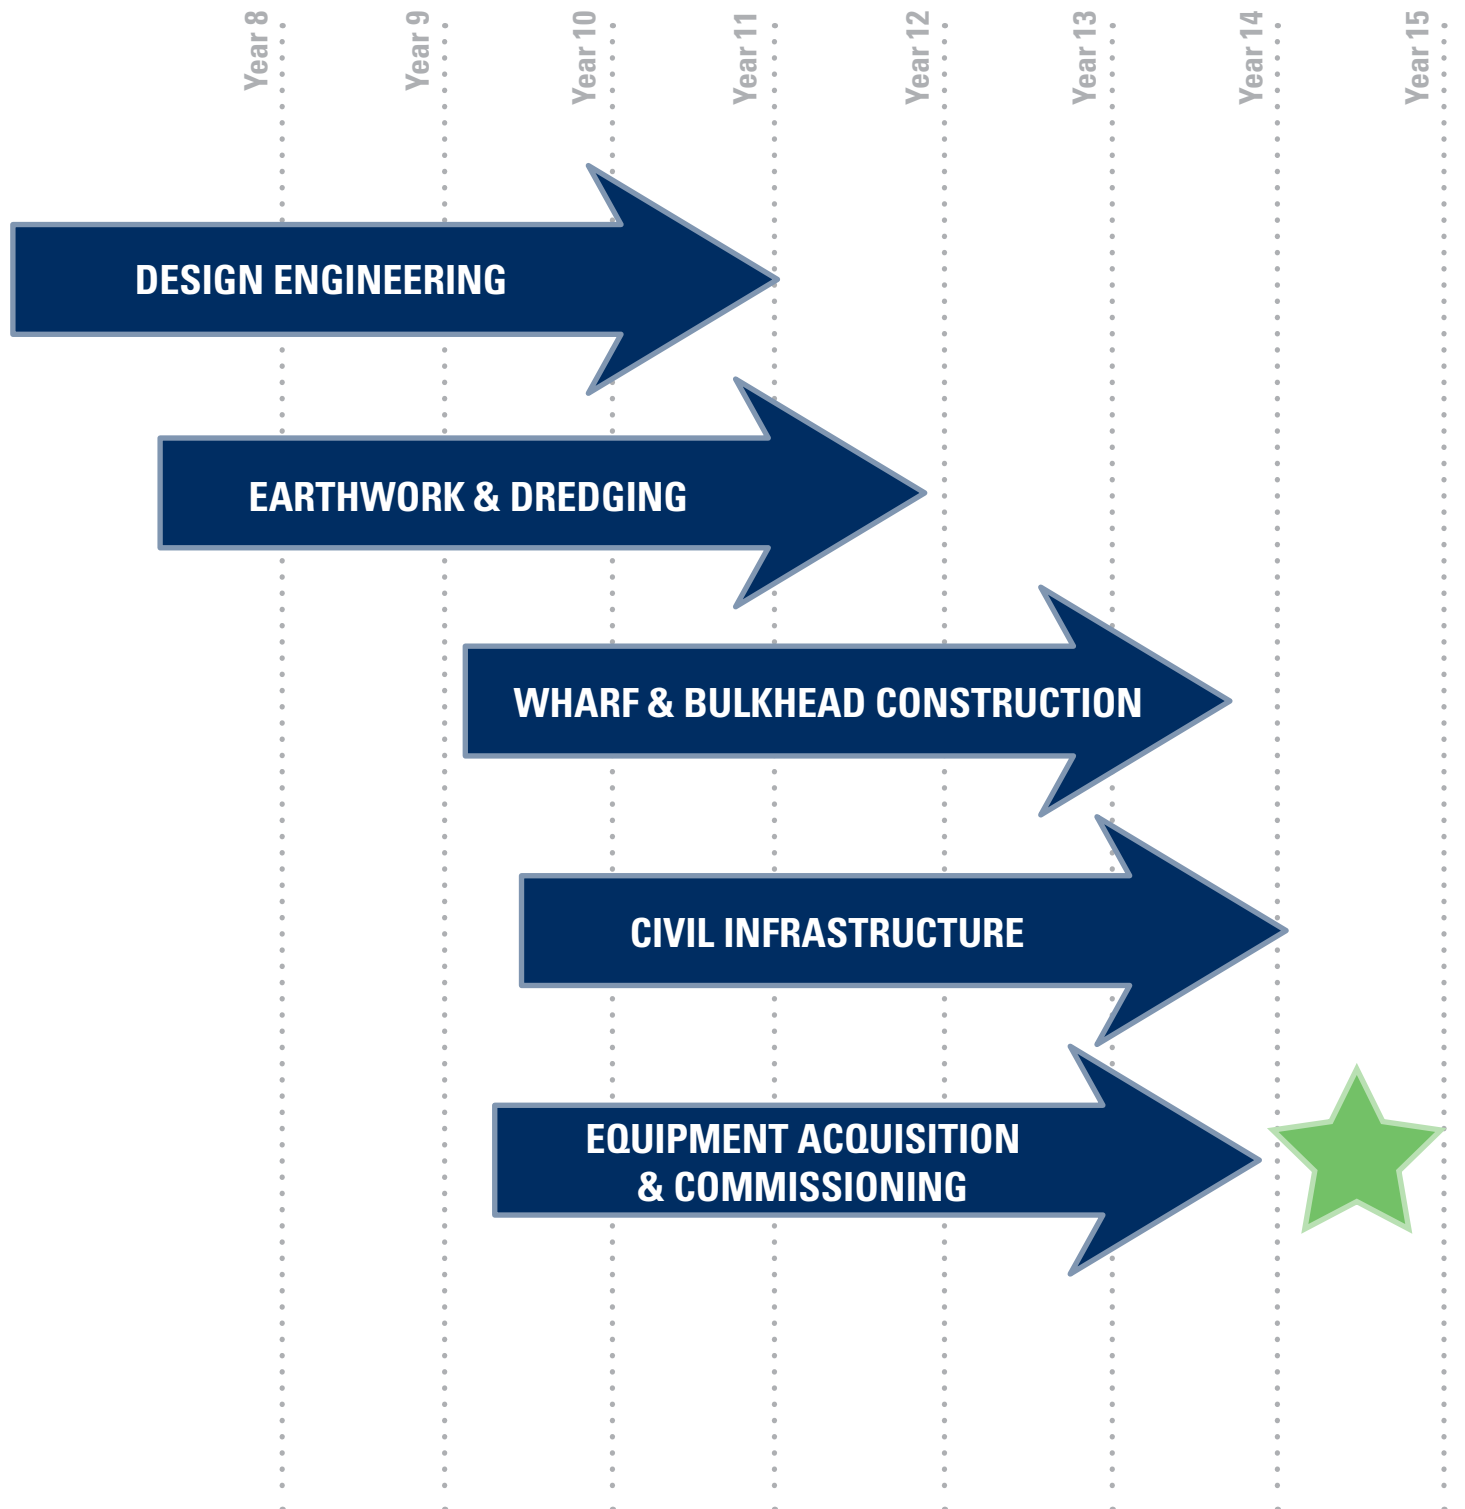 Year 8
Year 9
Year 10
Year 11
Year 12
Year 13
Year 14
Year 15
DESIGN ENGINEERING
EARTHWORK & DREDGING
WHARF & BULKHEAD CONSTRUCTION
CIVIL INFRASTRUCTURE
EQUIPMENT ACQUISITION
& COMMISSIONING